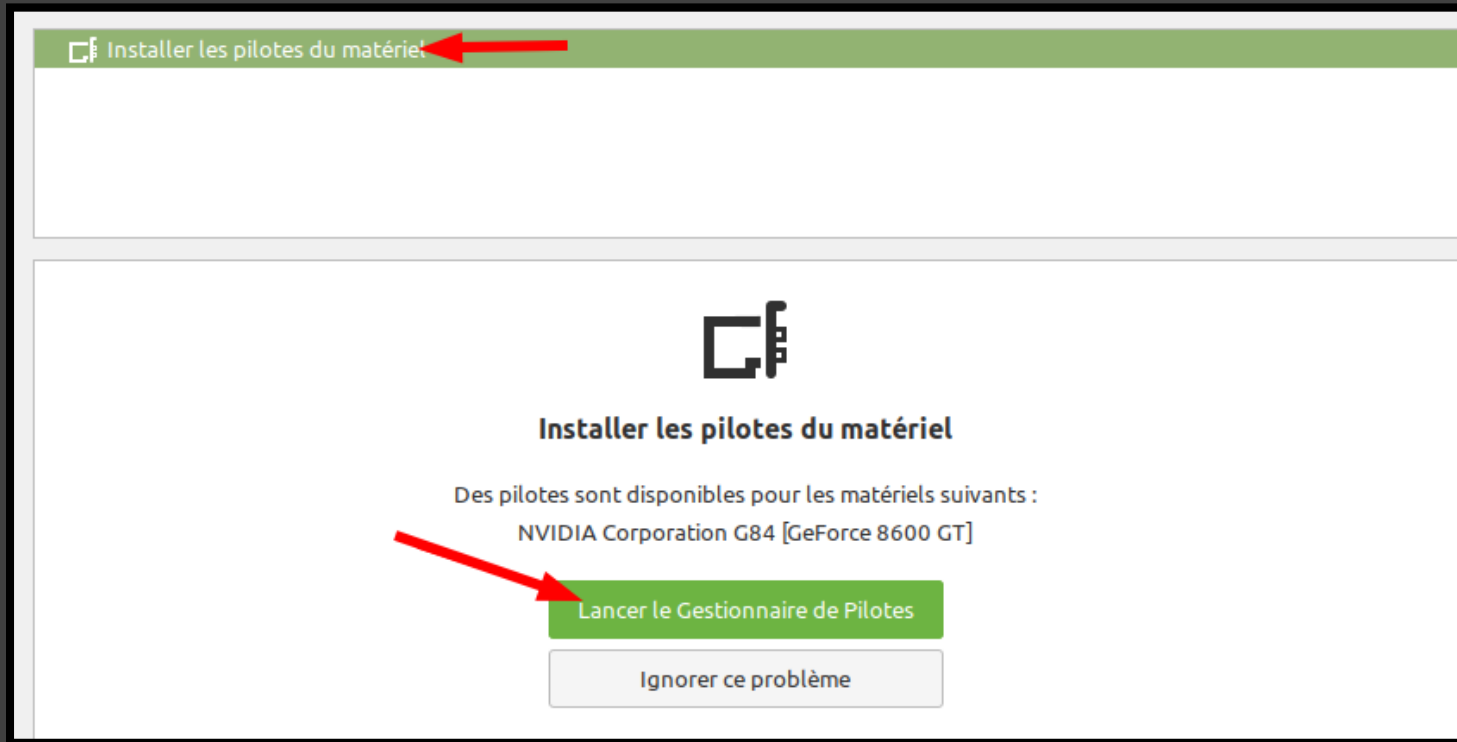 Installer les pilotes du matériel
Installer les pilotes du matériel
Des pilotes sont disponibles pour les matériels suivants :
NVIDIA Corporation G84 [GeForce 8600 GT]
Lancer le Gestionnaire de Pilotes
Ignorer ce problème